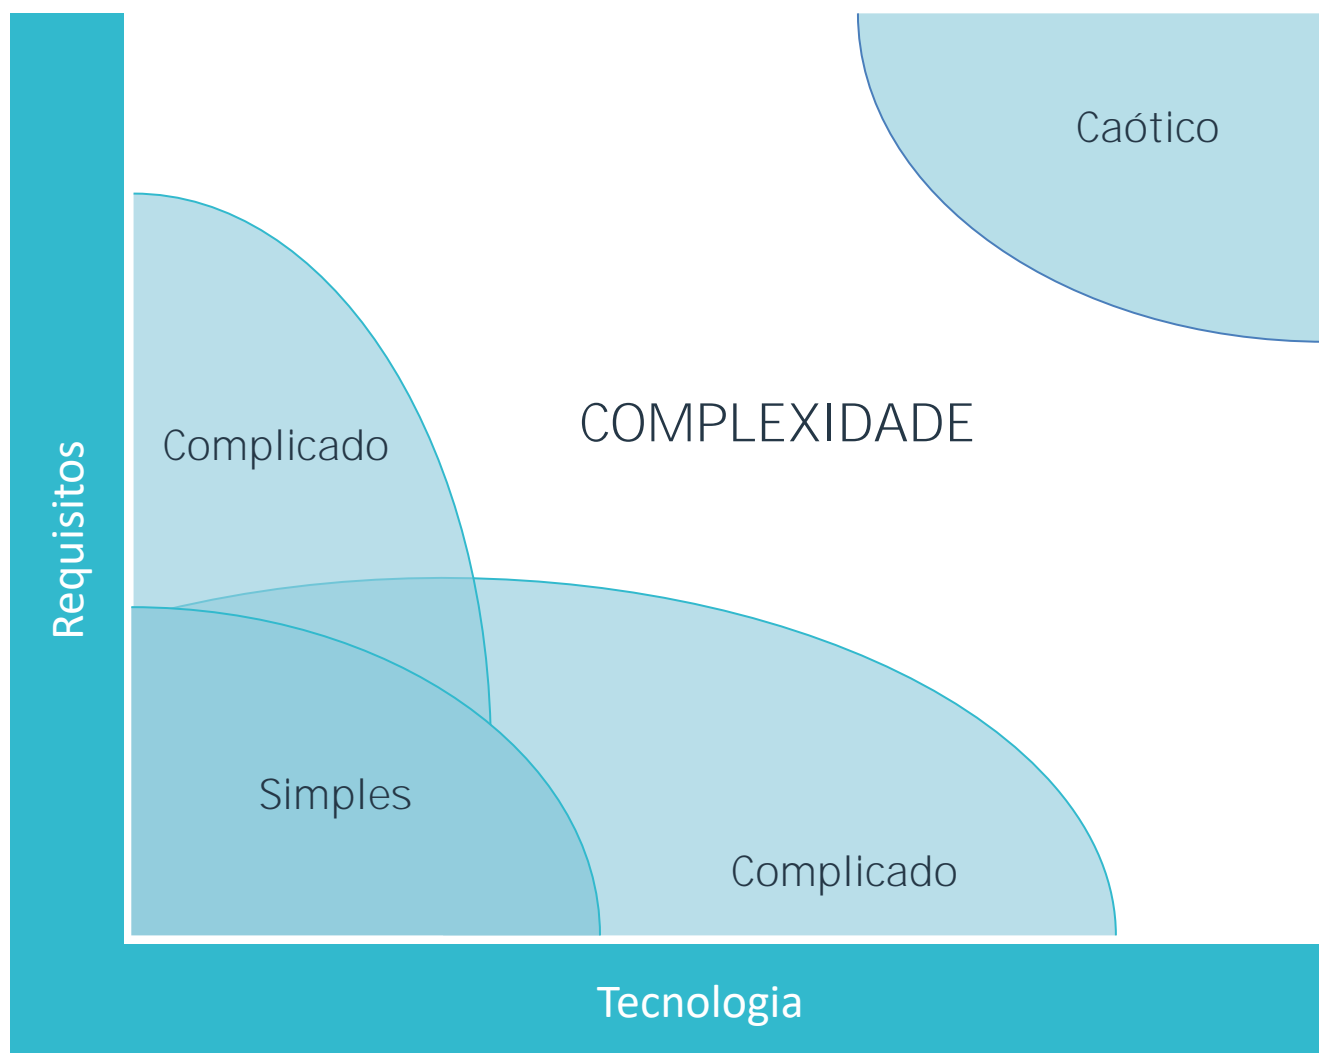 Caótico
COMPLEXIDADE
Complicado
Requisitos
Simples
Complicado
Tecnologia